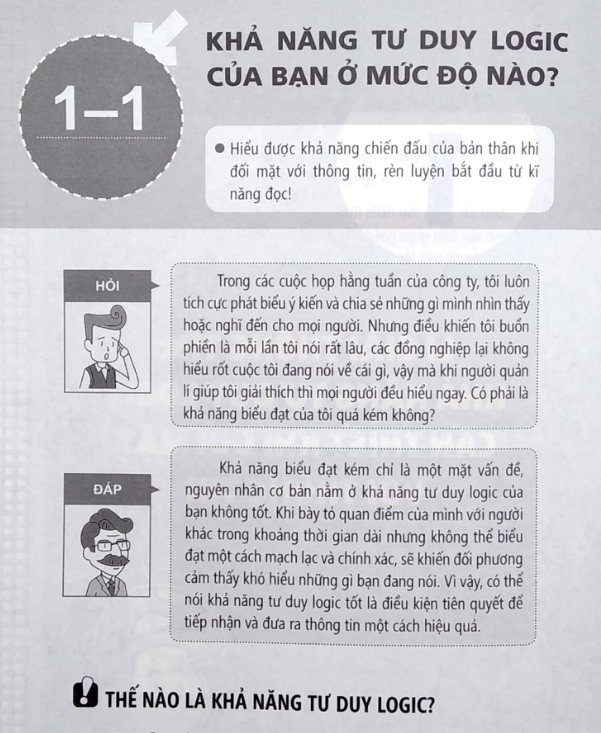 1–1
KHẢ NĂNG TƯ DUY LOGIC
CỦA BẠN Ở MỨC ĐỘ NÀO?
● Hiểu được khả năng chiến đấu của bản thân khi
đối mặt với thông tin, rèn luyện bắt đầu từ kĩ
năng đọc!
HỎI
Trong các cuộc họp hằng tuần của công ty, tôi luôn
tích cực phát biểu ý kiến và chia sẻ những gì mình nhìn thấy
hoặc nghĩ đến cho mọi người. Nhưng điều khiến tôi buồn
phiền là mỗi lần tôi nói rất lâu, các đồng nghiệp lại không
hiểu rốt cuộc tôi đang nói về cái gì, vậy mà khi người quản
lí giúp tôi giải thích thì mọi người đều hiểu ngay. Có phải là
khả năng biểu đạt của tôi quá kém không?
ĐÁP
Khả năng biểu đạt kém chỉ là một mặt vấn đề,
nguyên nhân cơ bản nằm ở khả năng tư duy logic của
bạn không tốt. Khi bày tỏ quan điểm của mình với người
khác trong khoảng thời gian dài nhưng không thể biểu
đạt một cách mạch lạc và chính xác, sẽ khiến đối phương
cảm thấy khó hiểu những gì bạn đang nói. Vì vậy, có thể
nói khả năng tư duy logic tốt là điều kiện tiên quyết để
tiếp nhận và đưa ra thông tin một cách hiệu quả.
THẾ NÀO LÀ KHẢ NĂNG TƯ DUY LOGIC?